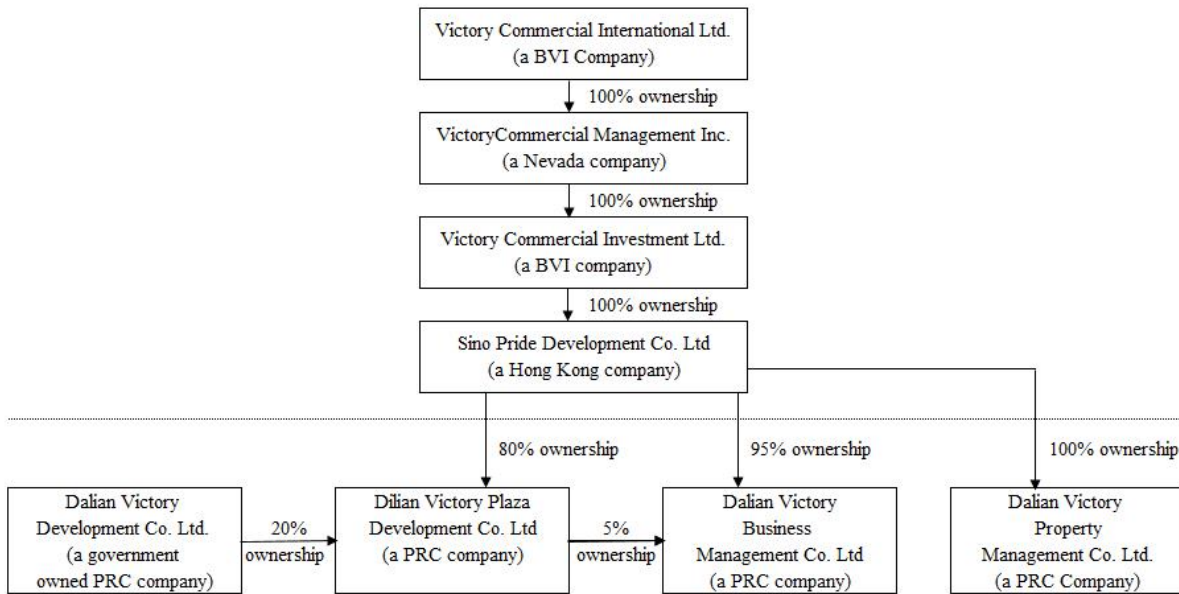 Victory Commercial International Ltd.
(a BVI Company)
100% ownership
VictoryCommercial Management Inc.
(a Nevada company)
100% ownership
Victory Commercial Investment Ltd.
(a BVI company)
100% ownership
Sino Pride Development Co. Ltd
(a Hong Kong company)
80% ownership
95% ownership
100% ownership
Dalian Victory
Development Co. Ltd.
(a government
owned PRC company)
20%
ownership
Dilian Victory Plaza
Development Co. Ltd
(a PRC company)
5%
ownership
Dalian Victory
Business
Management Co. Ltd
(a PRC Company)
Dalian Victory
Property
Management Co. Ltd.
(a PRC Company)